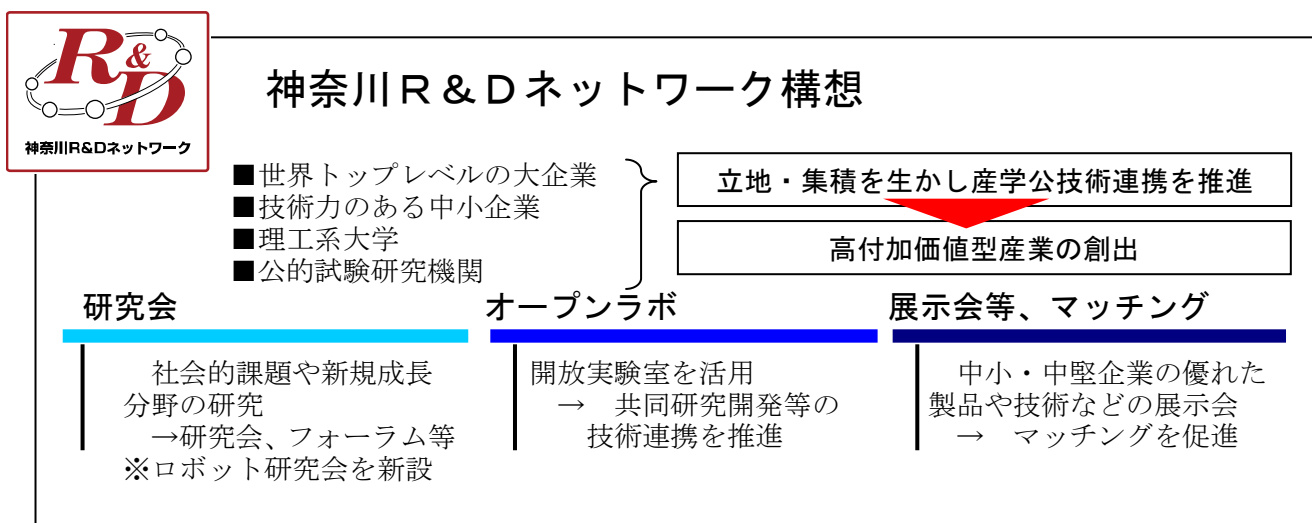 R&D
神奈川R&Dネットワーク
神奈川R&Dネットワーク構想
■世界トップレベルの大企業
■技術力のある中小企業
■理工系大学
■公的試験研究機関
立地・集積を生かし産学公技術連携を推進
高付加価値型産業の創出
研究会
社会的課題や新規成長
分野の研究
→研究会、フォーラム等
※ロボット研究会を新設
オープンラボ
開放実験室を活用
→ 共同研究開発等の
技術連携を推進
展示会等、マッチング
中小・中堅企業の優れた
製品や技術などの展示会
→ マッチングを促進